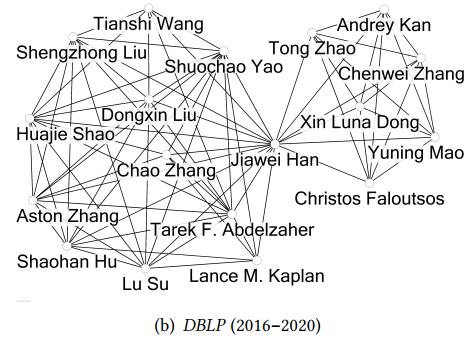 Tianshi Wang
Andrey Kan
Shengzhong Liu
Tong Zhao
Shuochao Yao
Chenwei Zhang
Dongxin Liu
Xin Luna Dong
Huajie Shao
Jiawei Han
Yuning Mao
Chao Zhang
Christos Faloutsos
Aston Zhang
Tarek F. Abdelzaher
Shaohan Hu
Lance M. Kaplan
Lu Su
(b) DBLP (2016–2020)